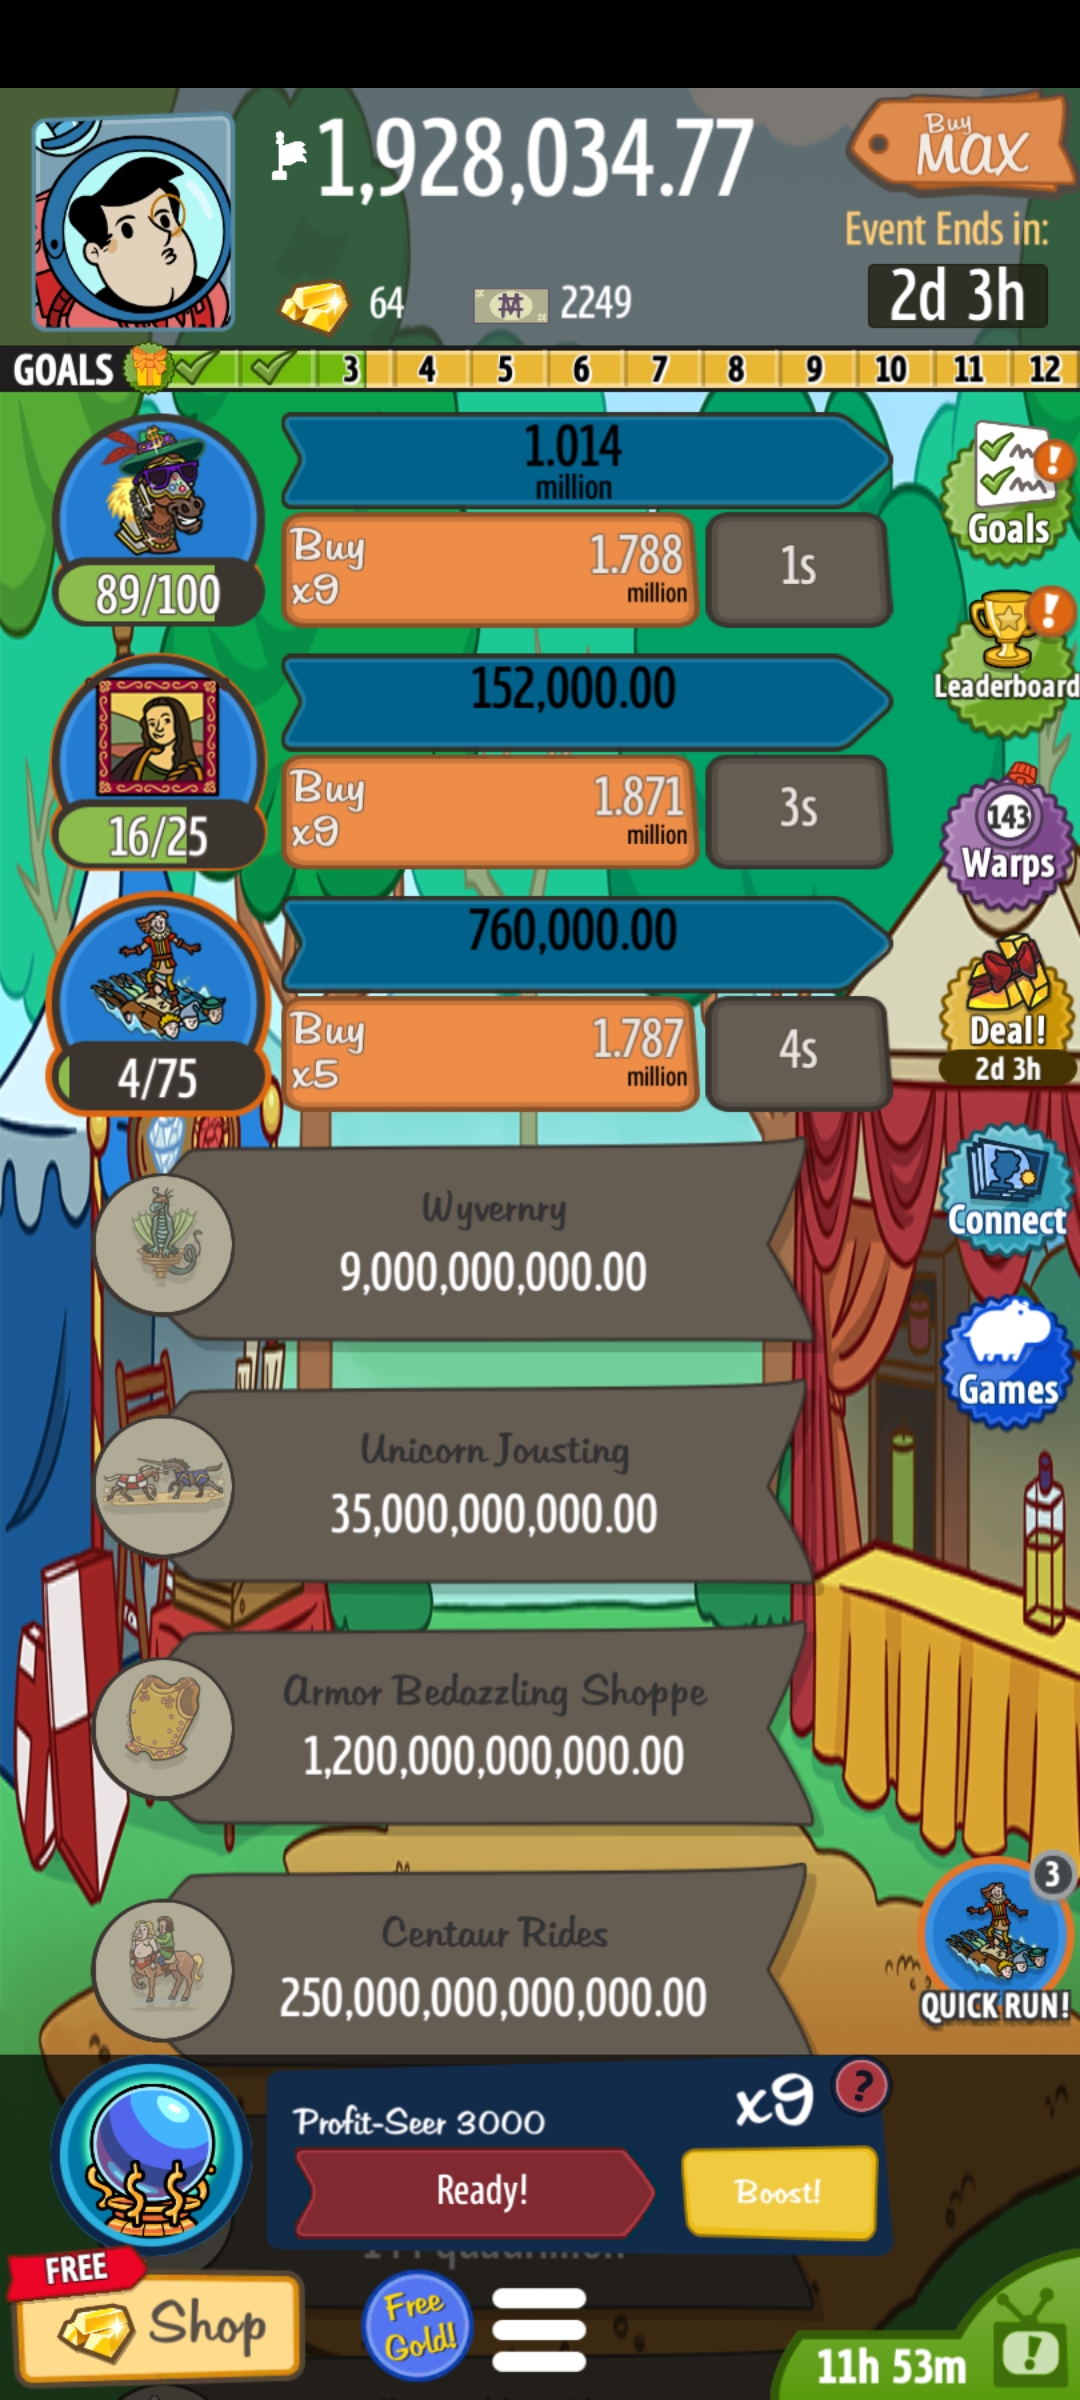 1,928,034.77
Buy
MAX
Event Ends in:
2d 3h
64
2249
GOALS 3 4 5 6 7 8 9 10 11 12
1.014
million
Buy
x9
1.788
million
1s
89/100
Goals
152,000.00
Leaderboard
Buy
x9
1.871
million
3s
16/25
143
Warps
760,000.00
Buy
x5
1.787
million
4s
4/75
Deal!
2d 3h
Wyvernry
9,000,000,000.00
Connect
Unicorn Jousting
35,000,000,000.00
Games
Armor Bedazzling Shoppe
1,200,000,000,000.00
Centaur Rides
250,000,000,000,000.00
3
QUICK RUN!
Profit-Seer 3000
x9
?
Ready!
Boost!
FREE
Shop
Free
Gold!
11h 53m